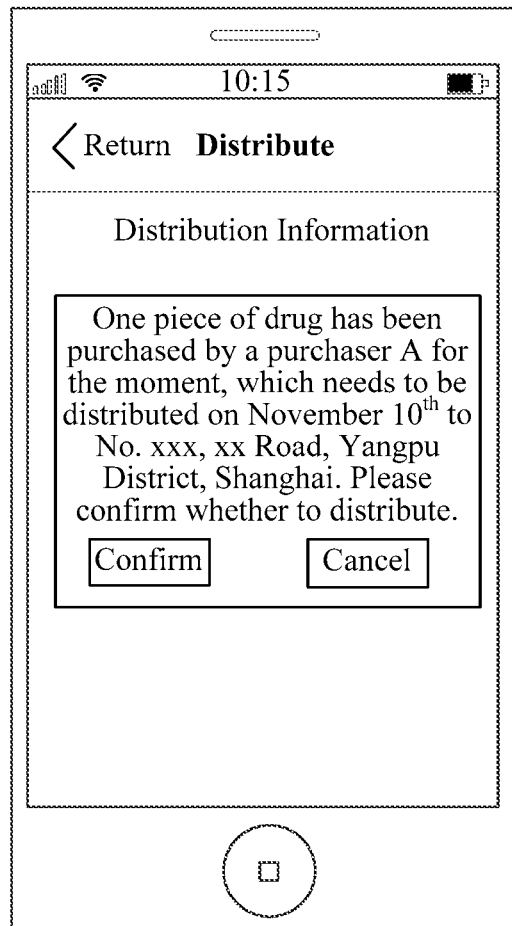 10:15
Return Distribute
Distribution Information
One piece of drug has been
purchased by a purchaser A for
the moment, which needs to be
distributed on November 10th to
No. xxx, xx Road, Yangpu
District, Shanghai. Please
confirm whether to distribute.
Confirm Cancel